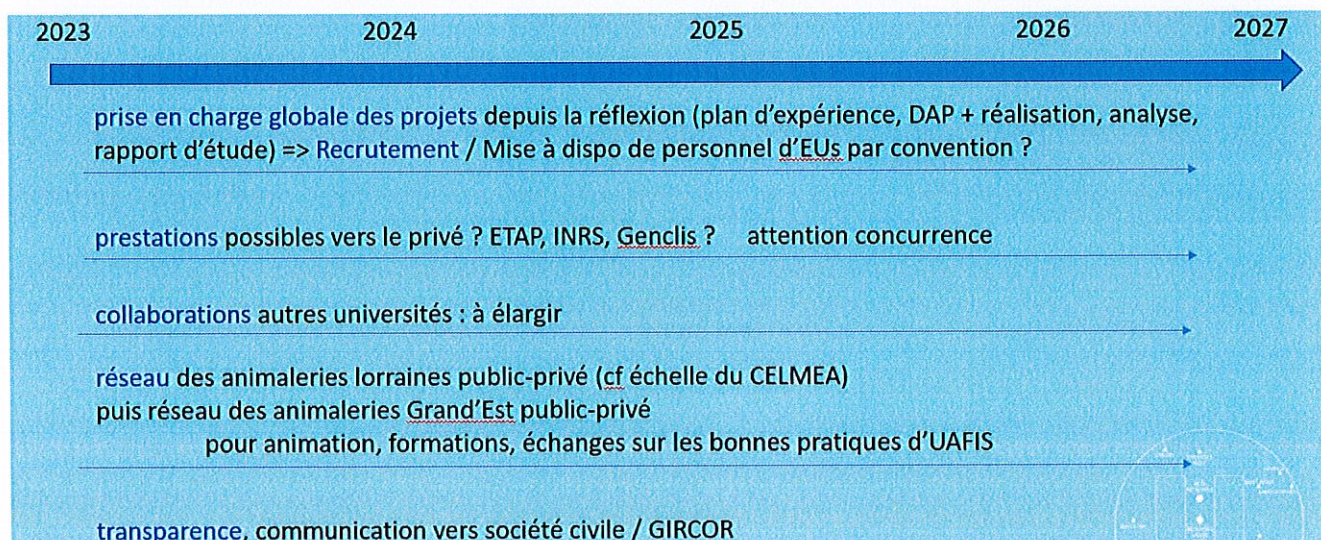 2023 2024 2025 2026 2027
prise en charge globale des projets depuis la réflexion (plan d'expérience, DAP + réalisation, analyse,
rapport d'étude) => Recrutement / Mise à dispo de personnel d'EUs par convention ?
prestations possibles vers le privé ? ETAP, INRS, Genclis ? attention concurrence
collaborations autres universités : à élargir
réseau des animaleries lorraines public-privé (cf échelle du CELMEA)
puis réseau des animaleries Grand'Est public-privé
pour animation, formations, échanges sur les bonnes pratiques d'UAFIS
transparence, communication vers société civile / GIRCOR